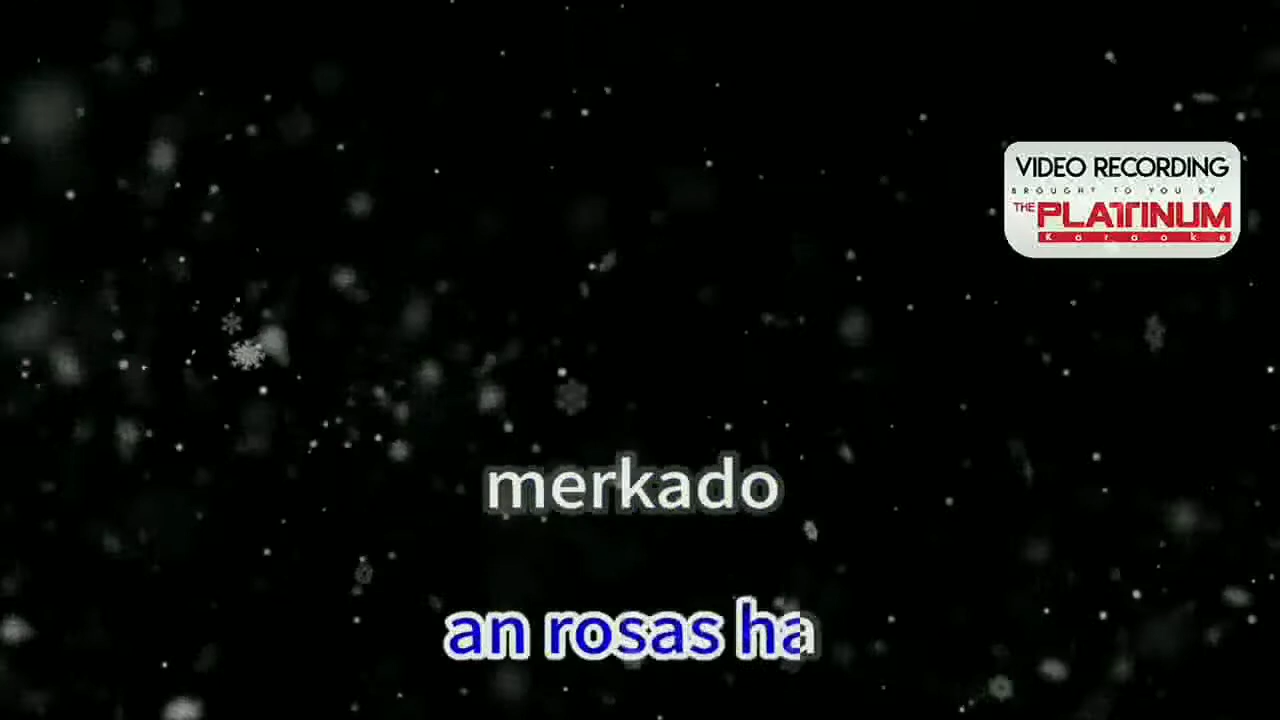 VIDEO RECORDING
BROUGHT TO YOU BY
THE PLATINUM
Karaoke
merkado
an rosas ha